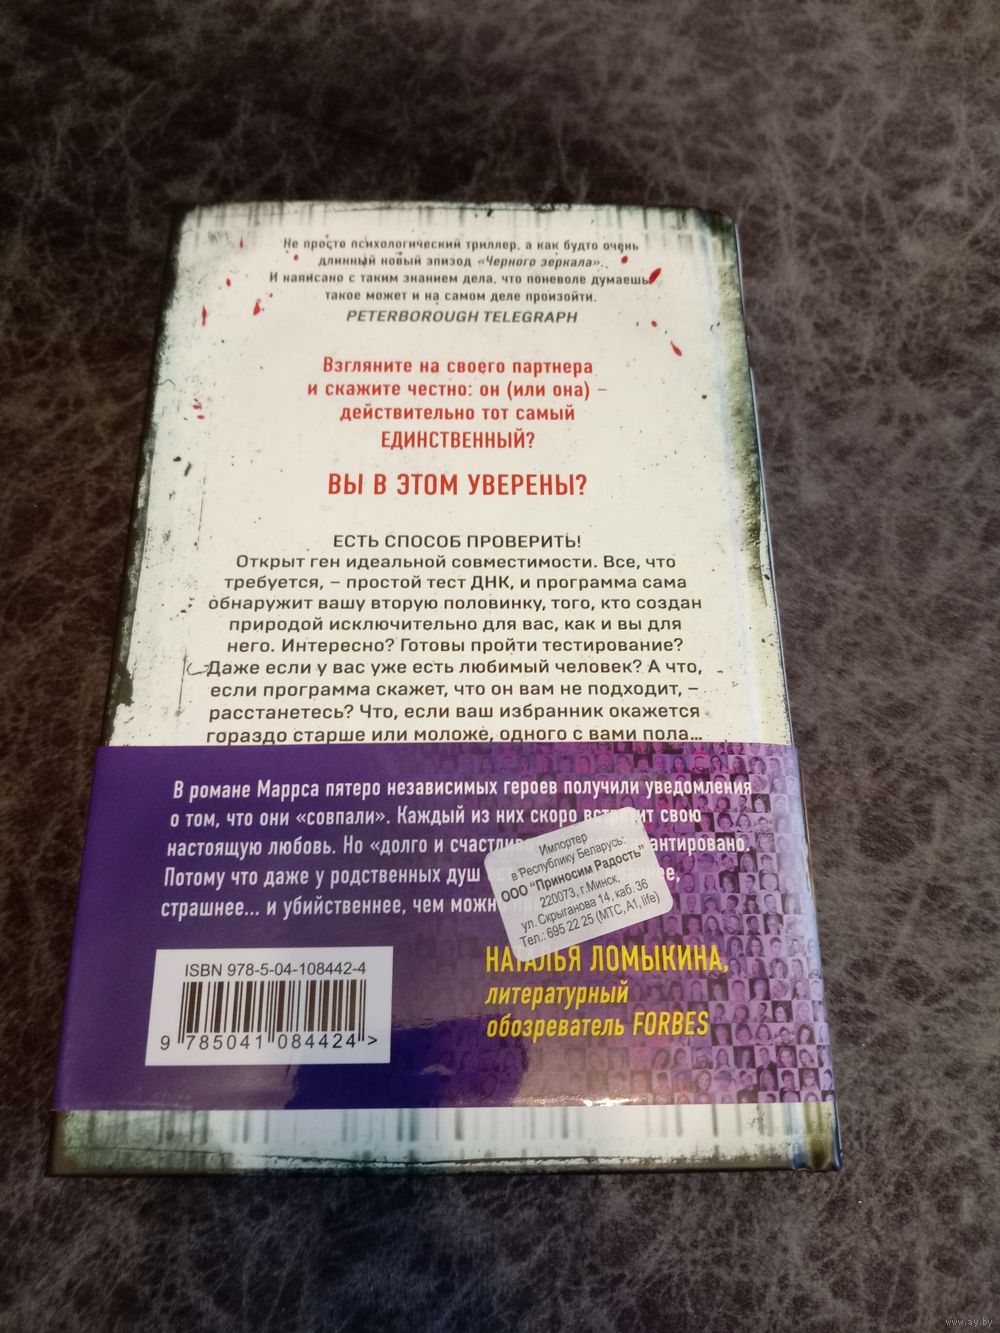 Не просто психологический триллер, а как будто очень
длинный новый эпизод «Черного зеркала».
И написано с таким знанием дела, что поневоле думаешь:
такое может и на самом деле произойти.
PETERBOROUGH TELEGRAPH
Взгляните на своего партнера
и скажите честно: он (или она) –
действительно тот самый
ЕДИНСТВЕННЫЙ?
ВЫ В ЭТОМ УВЕРЕНЫ?
ЕСТЬ СПОСОБ ПРОВЕРИТЬ!
Открыт ген идеальной совместимости. Все, что
требуется, – простой тест ДНК, и программа сама
обнаружит вашу вторую половинку, того, кто создан
природой исключительно для вас, как и вы для
него. Интересно? Готовы пройти тестирование?
Даже если у вас уже есть любимый человек? А что,
если программа скажет, что он вам не подходит, –
расстанетесь? Что, если ваш избранник окажется
гораздо старше или моложе, одного с вами пола...
В романе Маррса пятеро независимых героев получили уведомления
о том, что они «совпали». Каждый из них скоро встретит свою
настоящую любовь. Но «долго и
Потому что даже у родственных душ
страшнее... и убийственнее, чем
Импортер
в Республику Беларусь:
ООО "Приносим Радость"
220073, г.Минск,
ул. Скрыганова 14, каб. 36
Тел.: 695 22 25 (МТС, А1, life)
НАТАЛЬЯ ЛОМЫКИНА,
литературный
обозреватель FORBES
ISBN 978-5-04-108442-4
9 785041 084424 >
www.ay.by